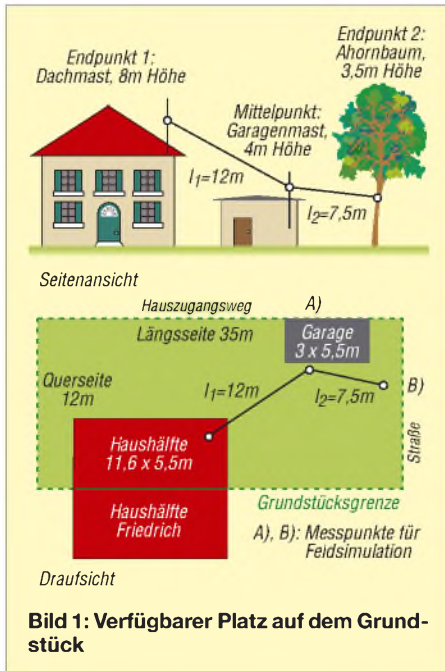 Endpunkt 1:
Dachmast, 8m Höhe
Endpunkt 2:
Ahornbaum,
3,5m Höhe
Mittelpunkt:
Garagenmast,
4m Höhe
l1=12m
l2=7,5m
Seitenansicht
Hauszugangsweg
A)
Längsseite 35m
Garage
3 x 5,5m
Querseite
12m
l1=12m
l2=7,5m
B)
Straße
Haushälfte
11,6 x 5,5m
Grundstücksgrenze
Haushälfte
Friedrich
A), B): Messpunkte für
Feldsimulation
Draufsicht
Bild 1: Verfügbarer Platz auf dem Grund-
stück